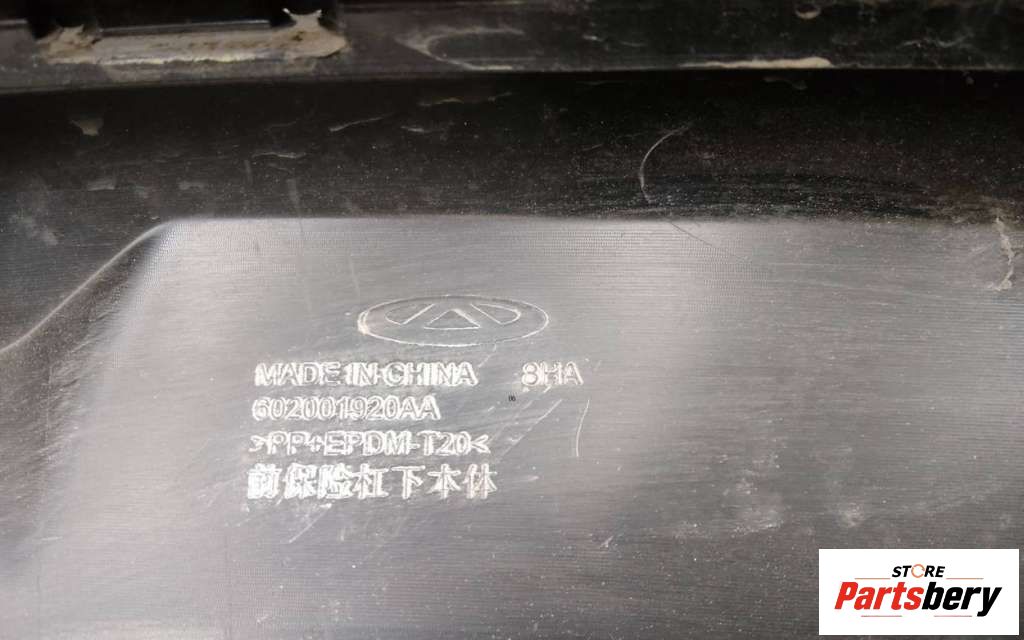 MADE IN CHINA 8HA
602001920AA
>PP+EPDM-T20<
前保险杠下本体
STORE
Partsbery